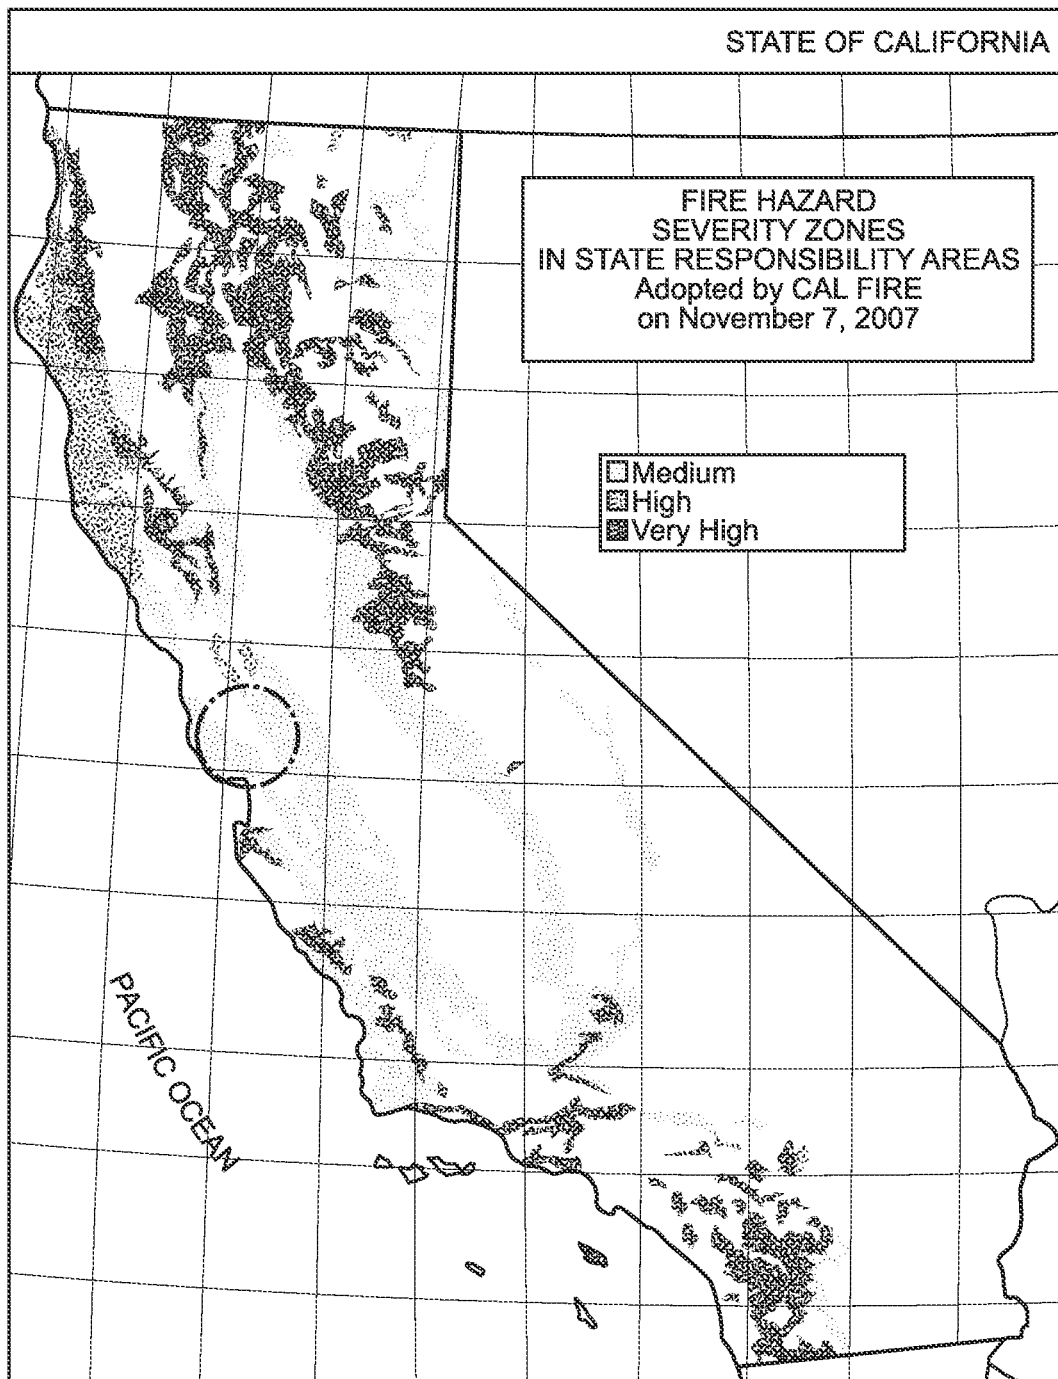 STATE OF CALIFORNIA
FIRE HAZARD
SEVERITY ZONES
IN STATE RESPONSIBILITY AREAS
Adopted by CAL FIRE
on November 7, 2007
Medium
High
Very High
PACIFIC OCEAN